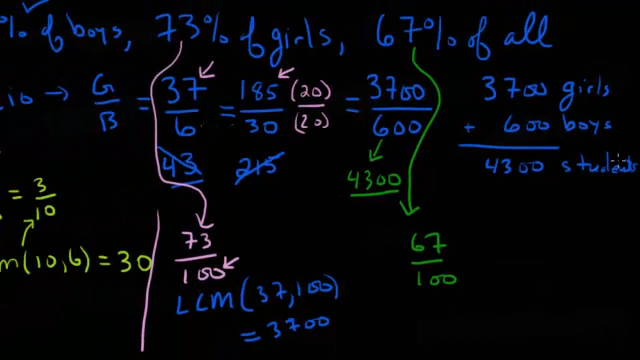 % of boys, 73% of girls, 67% of all
io → G/B = 37/6 = 185/30 (20)/(20) = 3700/600
3700 girls
+ 600 boys
4300 students
43 215 4300
= 3/10
m(10,6) = 30
73/100
67/100
LCM(37,100)
= 3700